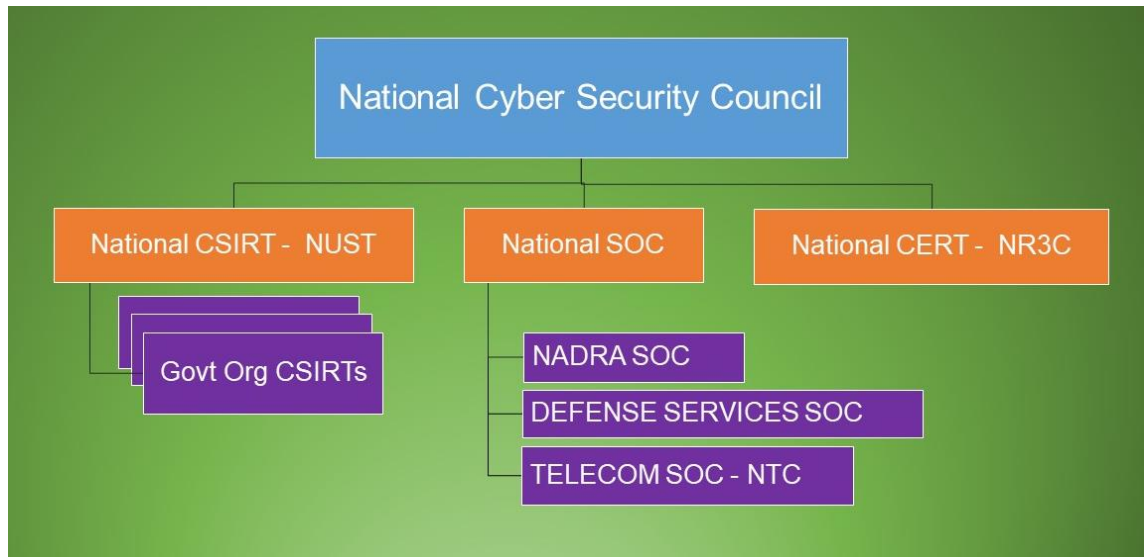 National Cyber Security Council
National CSIRT - NUST
National SOC
National CERT - NR3C
Govt Org CSIRTs
NADRA SOC
DEFENSE SERVICES SOC
TELECOM SOC - NTC